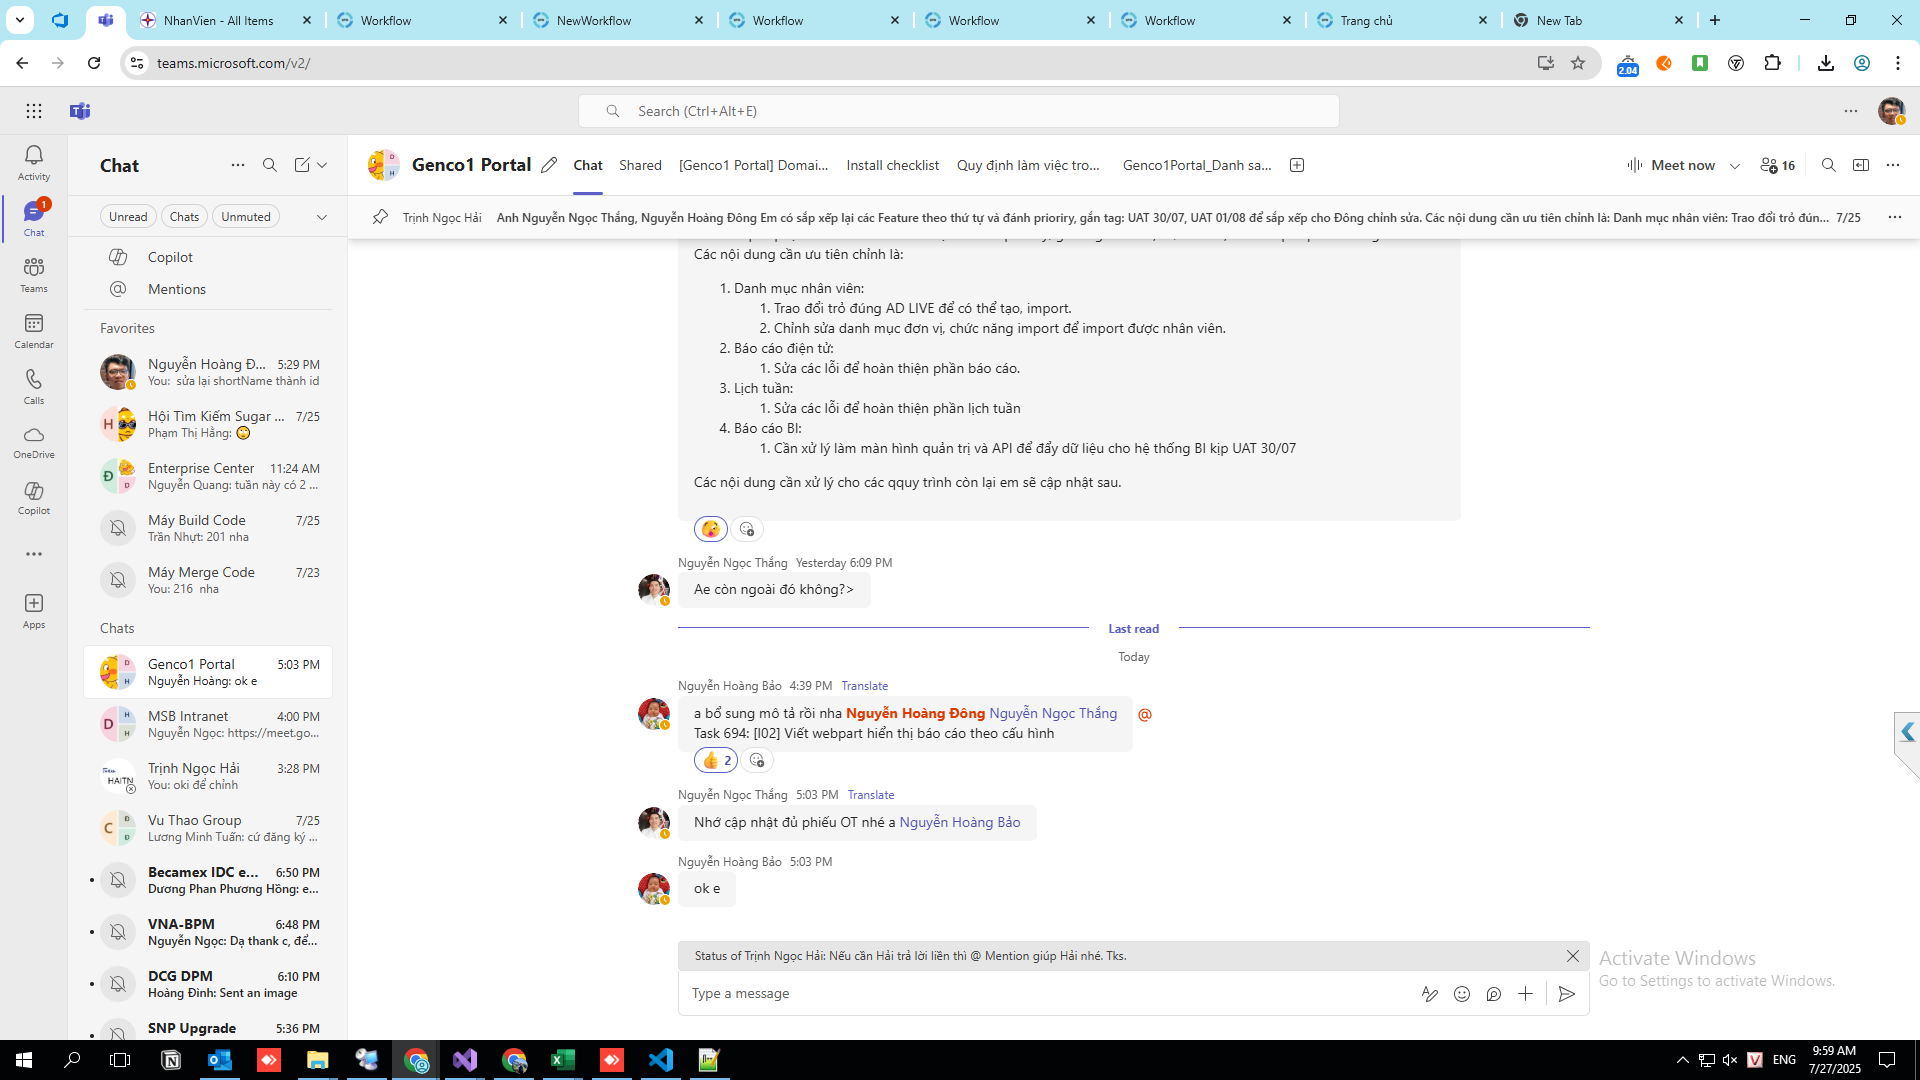 NhanVien - All Items
Workflow
NewWorkflow
Workflow
Workflow
Workflow
Trang chủ
New Tab
teams.microsoft.com/v2/
2.04
Search (Ctrl+Alt+E)
Activity
1
Chat
Teams
Calendar
Calls
OneDrive
Copilot
Apps
Chat
Unread
Chats
Unmuted
Copilot
Mentions
Favorites
Nguyễn Hoàng Đ... 5:29 PM
You: sửa lại shortName thành id
Hội Tìm Kiếm Sugar ... 7/25
Phạm Thị Hằng:
Enterprise Center 11:24 AM
Nguyễn Quang: tuần này có 2 ...
Máy Build Code 7/25
Trần Nhựt: 201 nha
Máy Merge Code 7/23
You: 216 nha
Chats
Genco1 Portal 5:03 PM
Nguyễn Hoàng: ok e
MSB Intranet 4:00 PM
Nguyễn Ngọc: https://meet.go...
Trịnh Ngọc Hải 3:28 PM
You: oki để chỉnh
Vu Thao Group 7/25
Lương Minh Tuấn: cứ đăng ký ...
Becamex IDC e... 6:50 PM
Dương Phan Phương Hồng: e...
VNA-BPM 6:48 PM
Nguyễn Ngọc: Dạ thank c, để...
DCG DPM 6:10 PM
Hoàng Đinh: Sent an image
SNP Upgrade 5:36 PM
Genco1 Portal
Chat
Shared
[Genco1 Portal] Domai...
Install checklist
Quy định làm việc tro...
Genco1Portal_Danh sa...
Meet now
16
Trịnh Ngọc Hải Anh Nguyễn Ngọc Thắng, Nguyễn Hoàng Đông Em có sắp xếp lại các Feature theo thứ tự và đánh prioriry, gắn tag: UAT 30/07, UAT 01/08 để sắp xếp cho Đông chỉnh sửa. Các nội dung cần ưu tiên chỉnh là: Danh mục nhân viên: Trao đổi trỏ đún... 7/25
Các nội dung cần ưu tiên chỉnh là:
1. Danh mục nhân viên:
1. Trao đổi trỏ đúng AD LIVE để có thể tạo, import.
2. Chỉnh sửa danh mục đơn vị, chức năng import để import được nhân viên.
2. Báo cáo điện tử:
1. Sửa các lỗi để hoàn thiện phần báo cáo.
3. Lịch tuần:
1. Sửa các lỗi để hoàn thiện phần lịch tuần
4. Báo cáo BI:
1. Cần xử lý làm màn hình quản trị và API để đẩy dữ liệu cho hệ thống BI kịp UAT 30/07
Các nội dung cần xử lý cho các qquy trình còn lại em sẽ cập nhật sau.
Nguyễn Ngọc Thắng Yesterday 6:09 PM
Ae còn ngoài đó không?>
Last read
Today
Nguyễn Hoàng Bảo 4:39 PM Translate
a bổ sung mô tả rồi nha Nguyễn Hoàng Đông Nguyễn Ngọc Thắng
Task 694: [I02] Viết webpart hiển thị báo cáo theo cấu hình
2
Nguyễn Ngọc Thắng 5:03 PM Translate
Nhớ cập nhật đủ phiếu OT nhé a Nguyễn Hoàng Bảo
Nguyễn Hoàng Bảo 5:03 PM
ok e
Status of Trịnh Ngọc Hải: Nếu cần Hải trả lời liền thì @ Mention giúp Hải nhé. Tks.
Type a message
Activate Windows
Go to Settings to activate Windows.
ENG
9:59 AM
7/27/2025